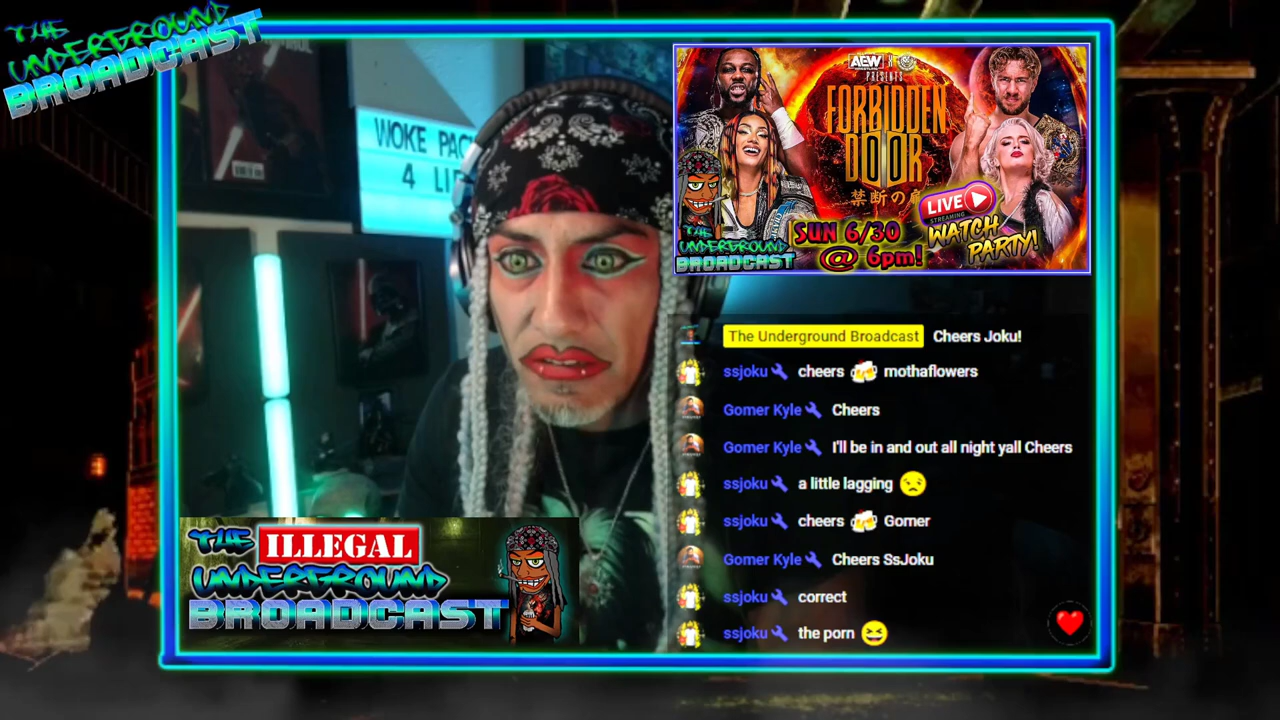 THE
UNDERGROUND
BROADCAST
WOKE PAC
4 LIF
AEW X
PRESENTS
FORBIDDEN
DOOR
禁断の
LIVE
STREAMING
WATCH
PARTY!
SUN 6/30
@ 6pm!
THE
UNDERGROUND
BROADCAST
The Underground Broadcast Cheers Joku!
ssjoku cheers 🍻 mothaflowers
Gomer Kyle Cheers
Gomer Kyle I'll be in and out all night yall Cheers
ssjoku a little lagging 😒
ssjoku cheers 🍻 Gomer
Gomer Kyle Cheers SsJoku
ssjoku correct
ssjoku the porn 😆
THE ILLEGAL
UNDERGROUND
BROADCAST